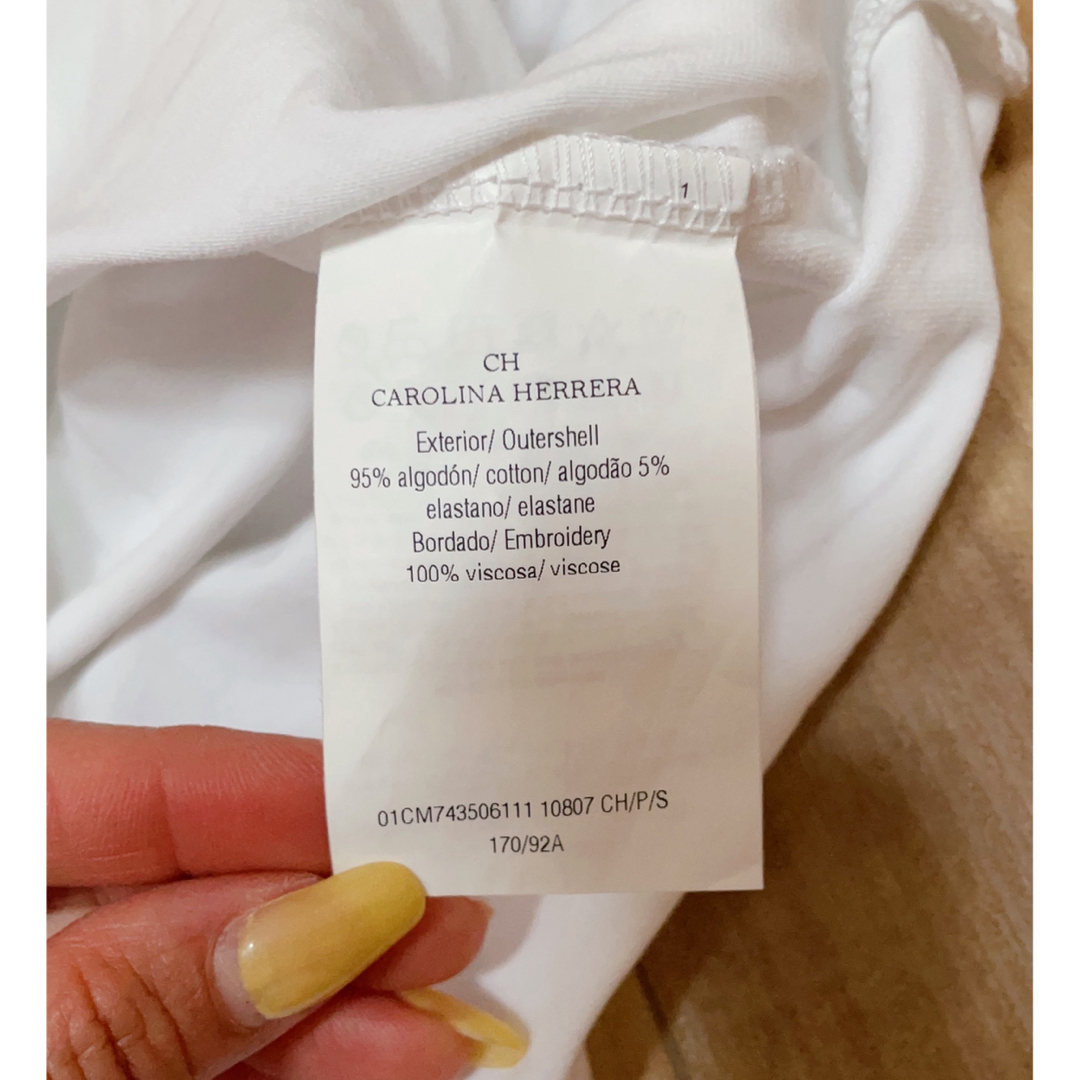 1
CH
CAROLINA HERRERA
Exterior/ Outershell
95% algodón/ cotton/ algodão 5%
elastano/ elastane
Bordado/ Embroidery
100% viscosa/ viscose
01CM743506111 10807 CH/P/S
170/92A